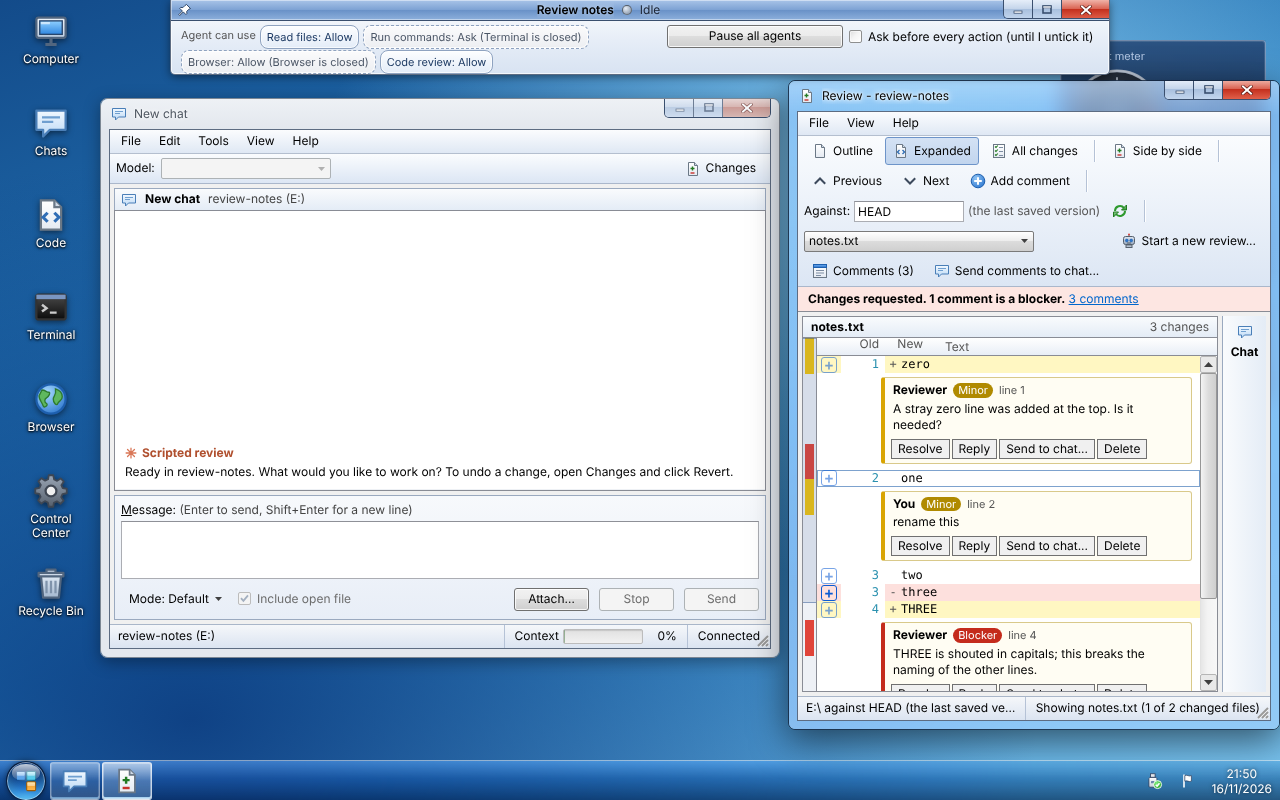 Review notes Idle
Agent can use Read files: Allow Run commands: Ask (Terminal is closed)
Browser: Allow (Browser is closed) Code review: Allow
Pause all agents Ask before every action (until I untick it)
Computer
Chats
Code
Terminal
Browser
Control
Center
Recycle Bin
meter
New chat
File Edit Tools View Help
Model:
Changes
New chat review-notes (E:)
Scripted review
Ready in review-notes. What would you like to work on? To undo a change, open Changes and click Revert.
Message: (Enter to send, Shift+Enter for a new line)
Mode: Default Include open file Attach... Stop Send
review-notes (E:) Context 0% Connected
Review - review-notes
File View Help
Outline Expanded All changes Side by side
Previous Next Add comment
Against: HEAD (the last saved version)
notes.txt Start a new review...
Comments (3) Send comments to chat...
Changes requested. 1 comment is a blocker. 3 comments
notes.txt 3 changes
Chat
Old New Text
1 + zero
Reviewer Minor line 1
A stray zero line was added at the top. Is it
needed?
Resolve Reply Send to chat... Delete
2 one
You Minor line 2
rename this
Resolve Reply Send to chat... Delete
3 two
3 - three
4 + THREE
Reviewer Blocker line 4
THREE is shouted in capitals; this breaks the
naming of the other lines.
E:\ against HEAD (the last saved ve... Showing notes.txt (1 of 2 changed files)
21:50
16/11/2026